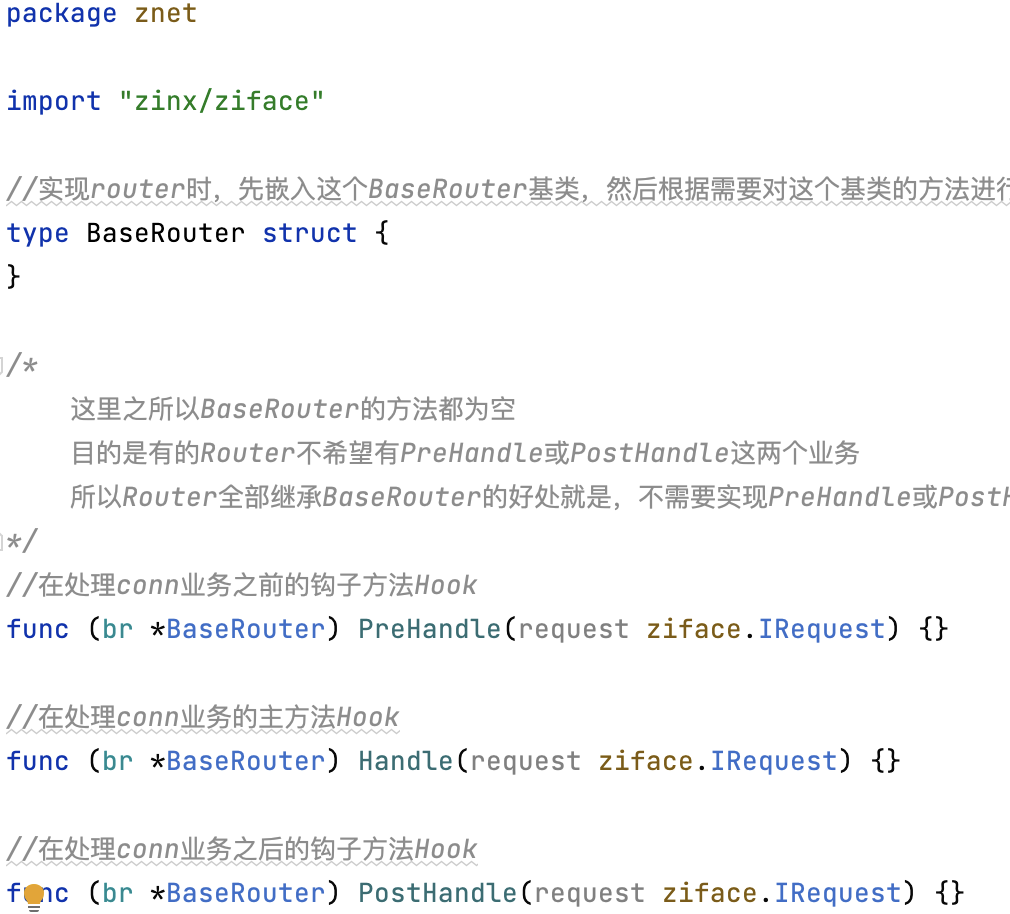 package znet
import "zinx/ziface"
//实现router时，先嵌入这个BaseRouter基类，然后根据需要对这个基类的方法进行
type BaseRouter struct {
}
/*
这里之所以BaseRouter的方法都为空
目的是有的Router不希望有PreHandle或PostHandle这两个业务
所以Router全部继承BaseRouter的好处就是，不需要实现PreHandle或PostH
*/
//在处理conn业务之前的钩子方法Hook
func (br *BaseRouter) PreHandle(request ziface.IRequest) {}
//在处理conn业务的主方法Hook
func (br *BaseRouter) Handle(request ziface.IRequest) {}
//在处理conn业务之后的钩子方法Hook
func (br *BaseRouter) PostHandle(request ziface.IRequest) {}